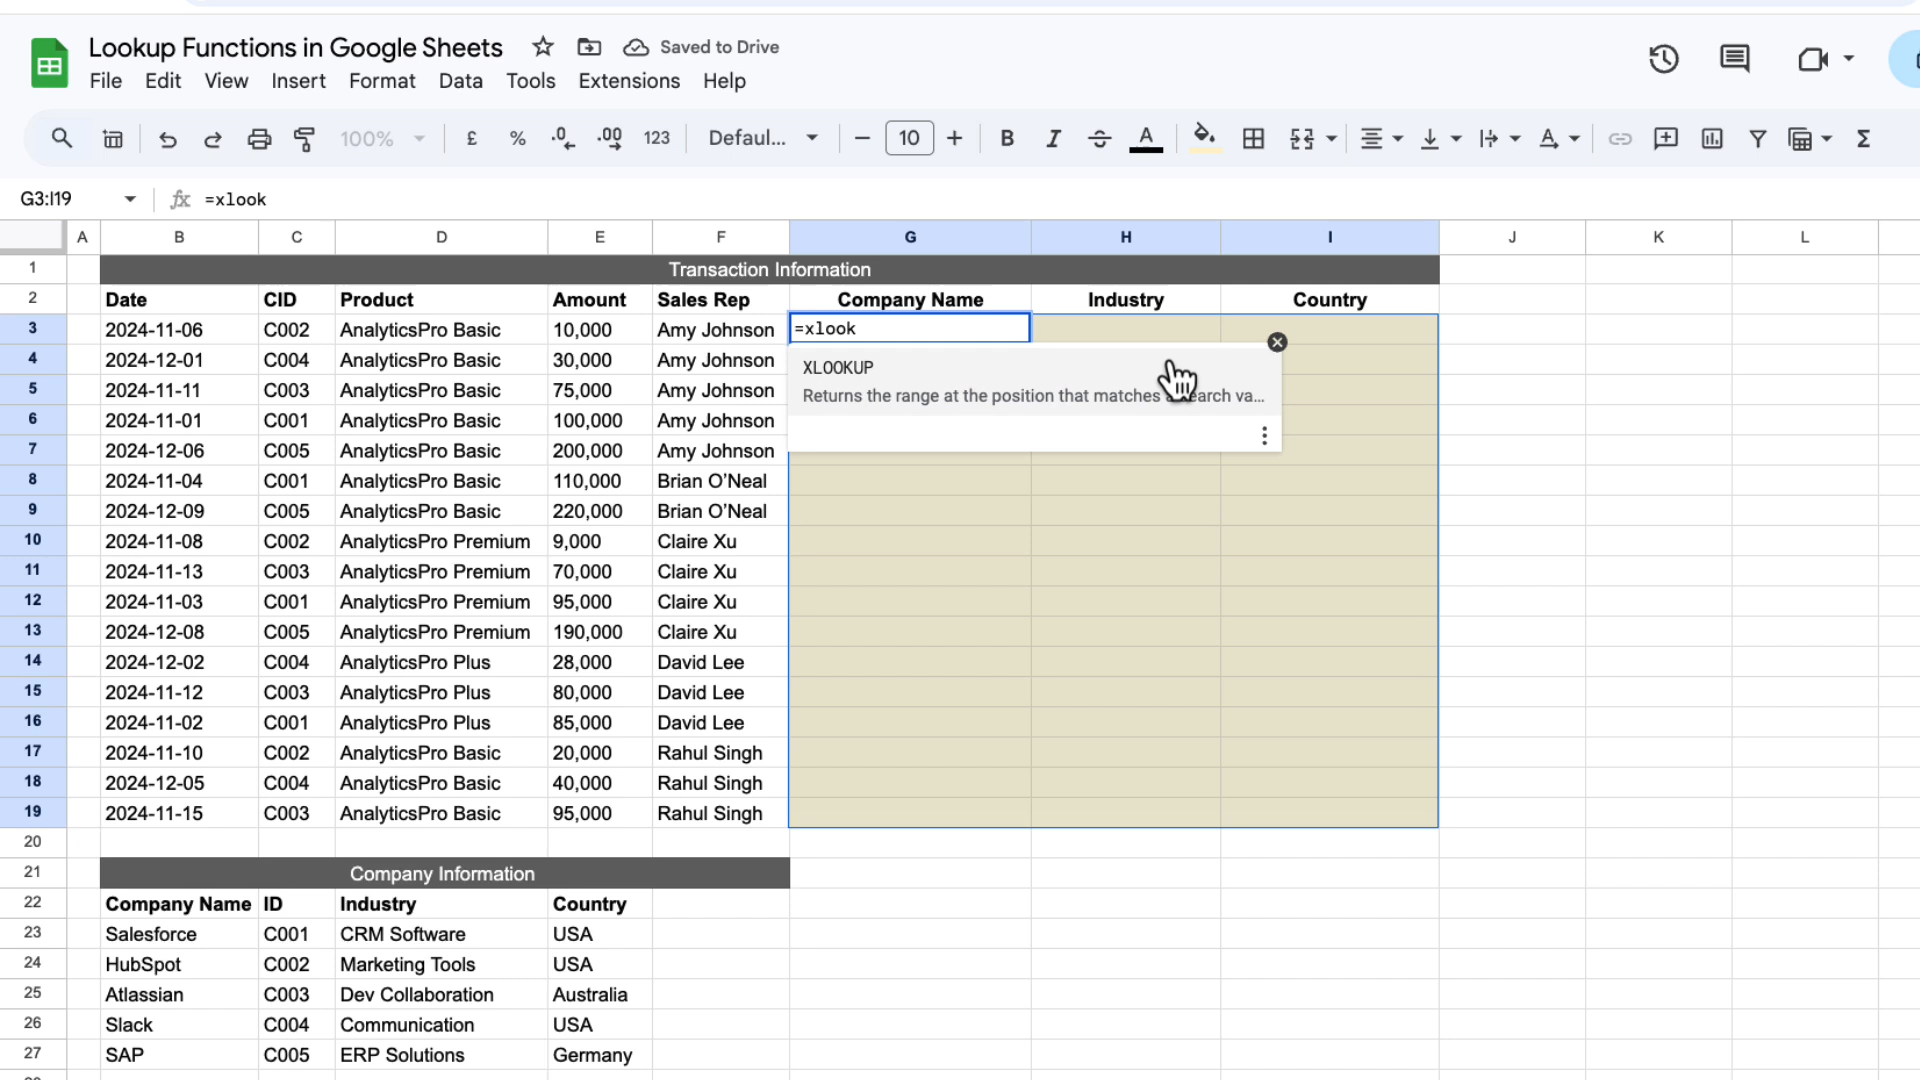 Lookup Functions in Google Sheets Saved to Drive
File Edit View Insert Format Data Tools Extensions Help
100% £ % .0 .00 123 Defaul... 10 B I S A Σ
G3:I19 fx =xlook
A B C D E F G H I J K L
1 Transaction Information
2 Date CID Product Amount Sales Rep Company Name Industry Country
3 2024-11-06 C002 AnalyticsPro Basic 10,000 Amy Johnson =xlook
4 2024-12-01 C004 AnalyticsPro Basic 30,000 Amy Johnson XLOOKUP
5 2024-11-11 C003 AnalyticsPro Basic 75,000 Amy Johnson Returns the range at the position that matches va...
6 2024-11-01 C001 AnalyticsPro Basic 100,000 Amy Johnson
7 2024-12-06 C005 AnalyticsPro Basic 200,000 Amy Johnson
8 2024-11-04 C001 AnalyticsPro Basic 110,000 Brian O’Neal
9 2024-12-09 C005 AnalyticsPro Basic 220,000 Brian O’Neal
10 2024-11-08 C002 AnalyticsPro Premium 9,000 Claire Xu
11 2024-11-13 C003 AnalyticsPro Premium 70,000 Claire Xu
12 2024-11-03 C001 AnalyticsPro Premium 95,000 Claire Xu
13 2024-12-08 C005 AnalyticsPro Premium 190,000 Claire Xu
14 2024-12-02 C004 AnalyticsPro Plus 28,000 David Lee
15 2024-11-12 C003 AnalyticsPro Plus 80,000 David Lee
16 2024-11-02 C001 AnalyticsPro Plus 85,000 David Lee
17 2024-11-10 C002 AnalyticsPro Basic 20,000 Rahul Singh
18 2024-12-05 C004 AnalyticsPro Basic 40,000 Rahul Singh
19 2024-11-15 C003 AnalyticsPro Basic 95,000 Rahul Singh
20
21 Company Information
22 Company Name ID Industry Country
23 Salesforce C001 CRM Software USA
24 HubSpot C002 Marketing Tools USA
25 Atlassian C003 Dev Collaboration Australia
26 Slack C004 Communication USA
27 SAP C005 ERP Solutions Germany